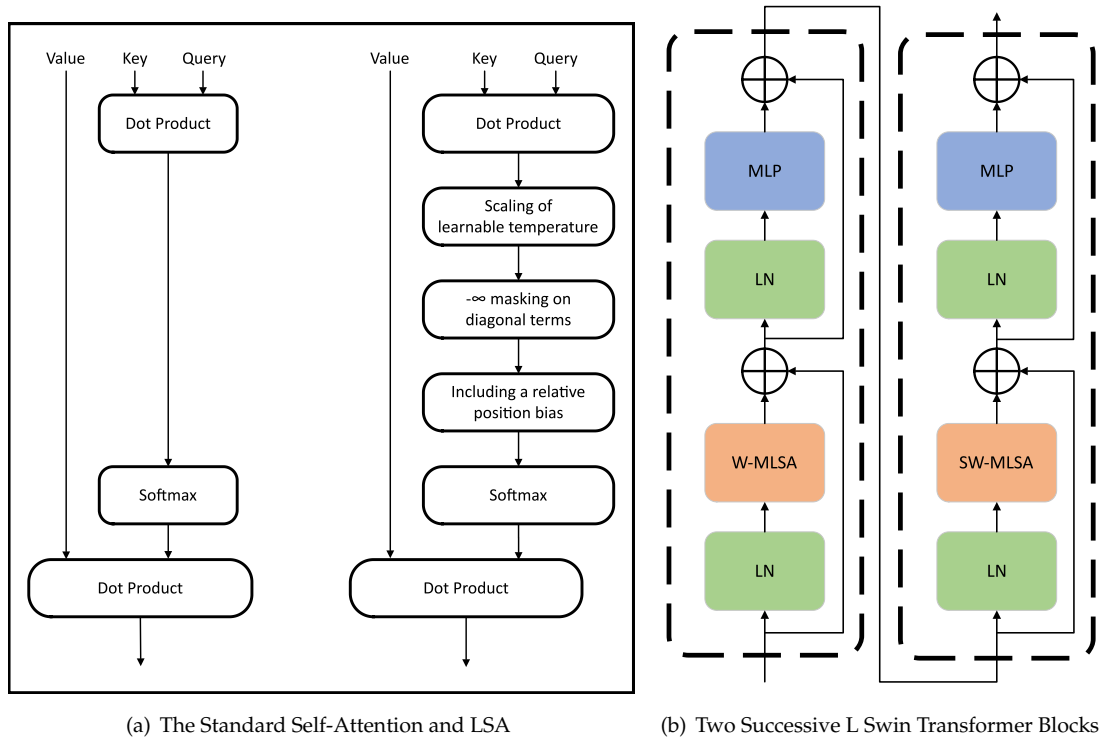 Value Key Query
Dot Product
Softmax
Dot Product
Value Key Query
Dot Product
Scaling of
learnable temperature
-∞ masking on
diagonal terms
Including a relative
position bias
Softmax
Dot Product
(a) The Standard Self-Attention and LSA
MLP
LN
W-MLSA
LN
MLP
LN
SW-MLSA
LN
(b) Two Successive L Swin Transformer Blocks